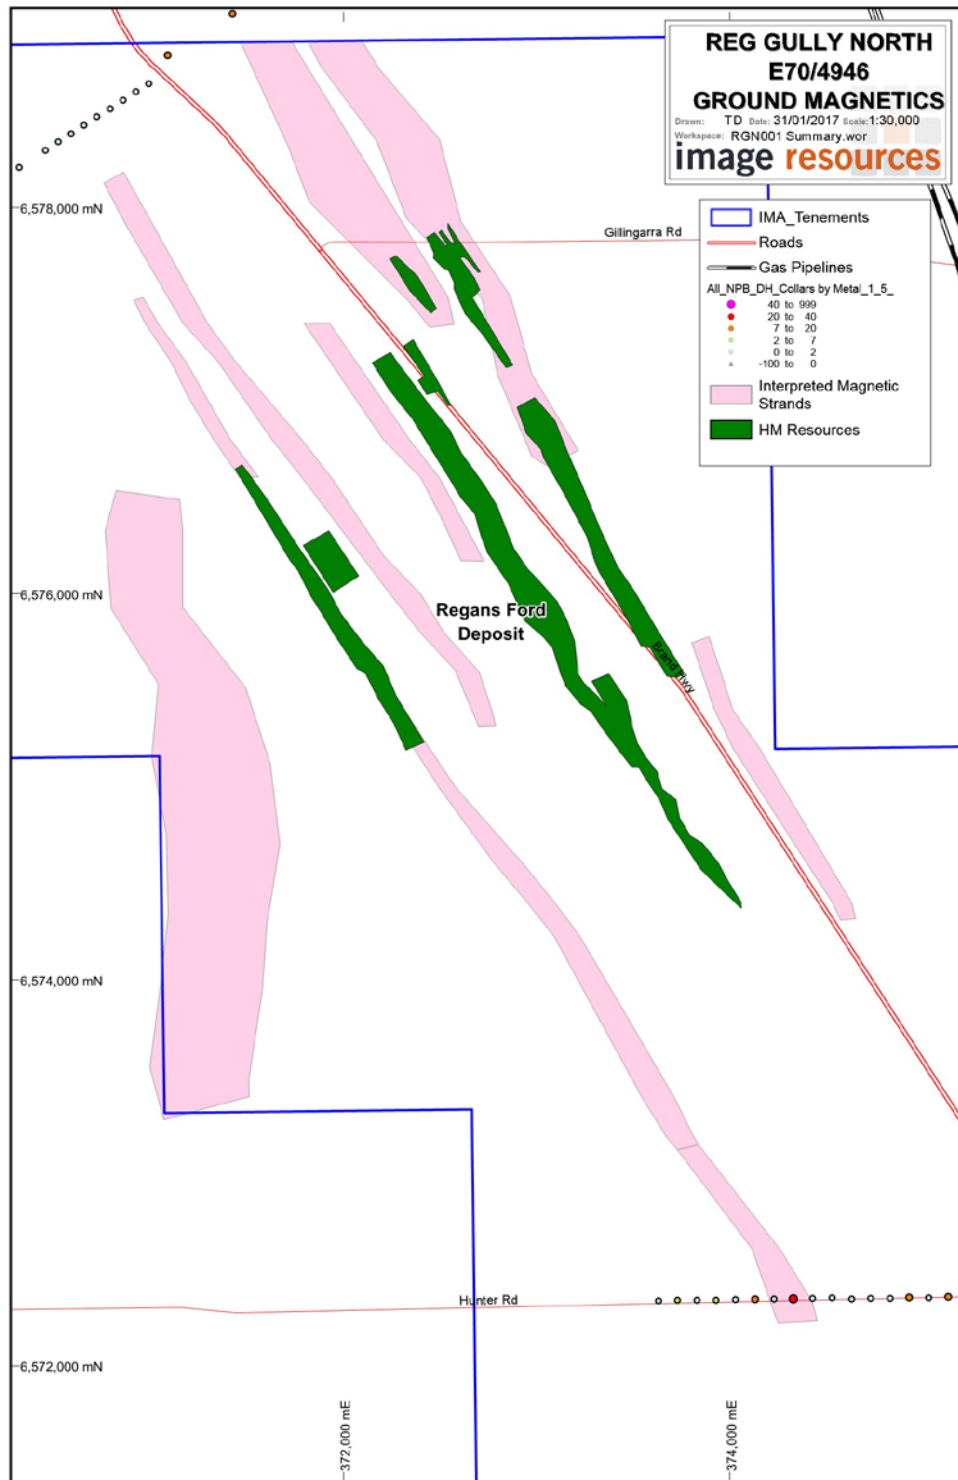 REG GULLY NORTH
E70/4946
GROUND MAGNETICS
Drawn: TD Date: 31/01/2017 Scale: 1:30,000
Workspace: RGN001 Summary.wor
image resources
6,578,000 mN
Gillingarra Rd
IMA_Tenements
Roads
Gas Pipelines
All_NPB_DH_Collars by Metal_1_5_
40 to 999
20 to 40
7 to 20
2 to 7
0 to 2
-100 to 0
Interpreted Magnetic
Strands
HM Resources
6,576,000 mN
Regans Ford
Deposit
Brand Hwy
6,574,000 mN
Hunter Rd
6,572,000 mN
372,000 mE
374,000 mE